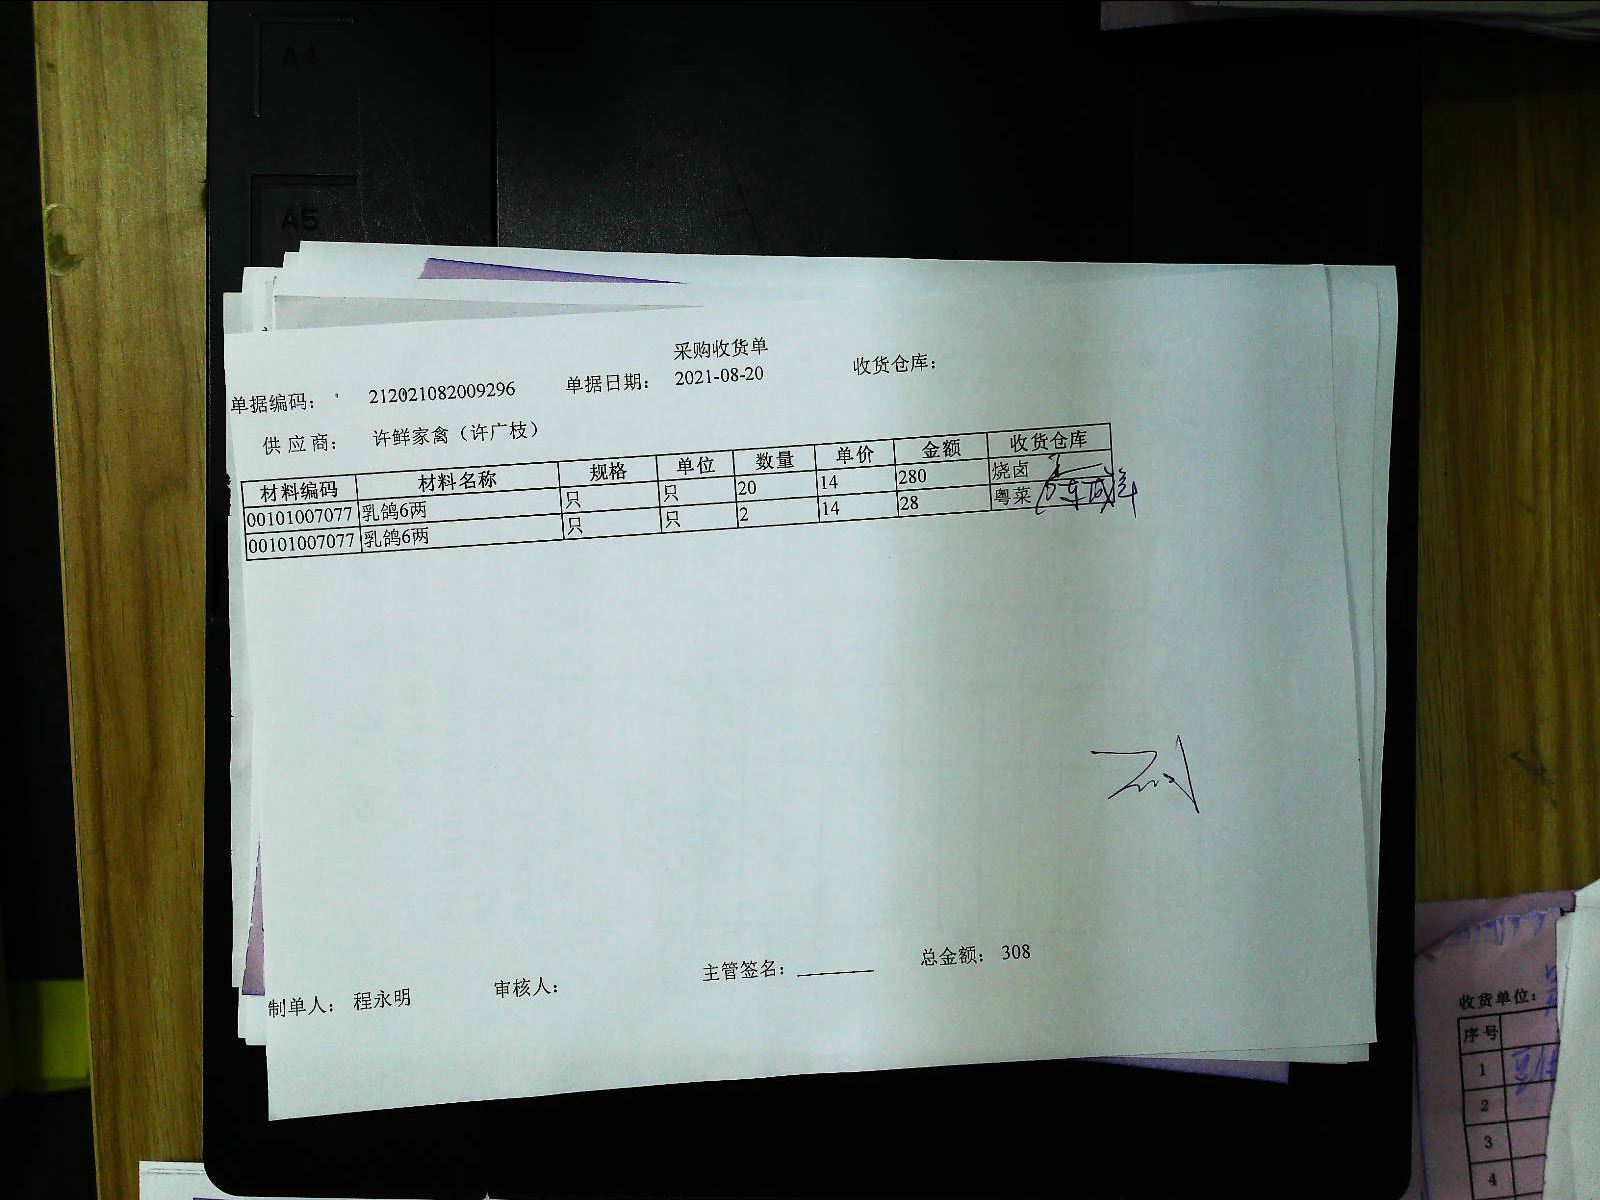 A4
A5
采购收货单
单据编码： 212021082009296 单据日期： 2021-08-20 收货仓库：
供应商： 许鲜家禽（许广枝）
材料编码 材料名称 规格 单位 数量 单价 金额 收货仓库
00101007077 乳鸽6两 只 只 20 14 280 烧卤
00101007077 乳鸽6两 只 只 2 14 28 粤菜
制单人： 程永明 审核人： 主管签名： 总金额： 308
收货单位：
序号
1
2
3
4